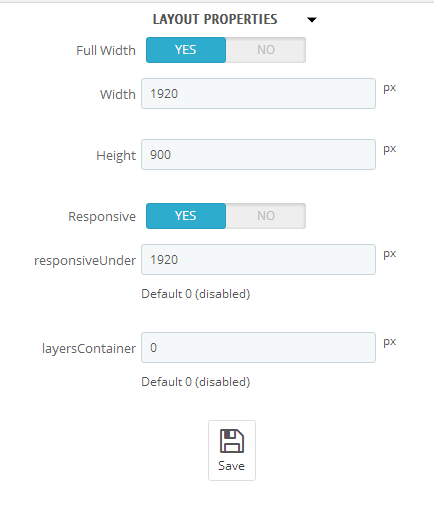 LAYOUT PROPERTIES
Full Width YES NO
Width 1920 px
Height 900 px
Responsive YES NO
responsiveUnder 1920 px
Default 0 (disabled)
layersContainer 0 px
Default 0 (disabled)
Save